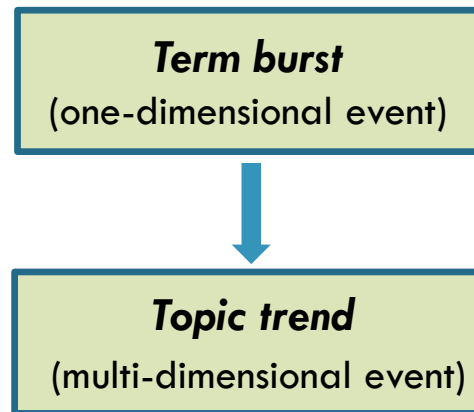 Term burst
(one-dimensional event)
Topic trend
(multi-dimensional event)